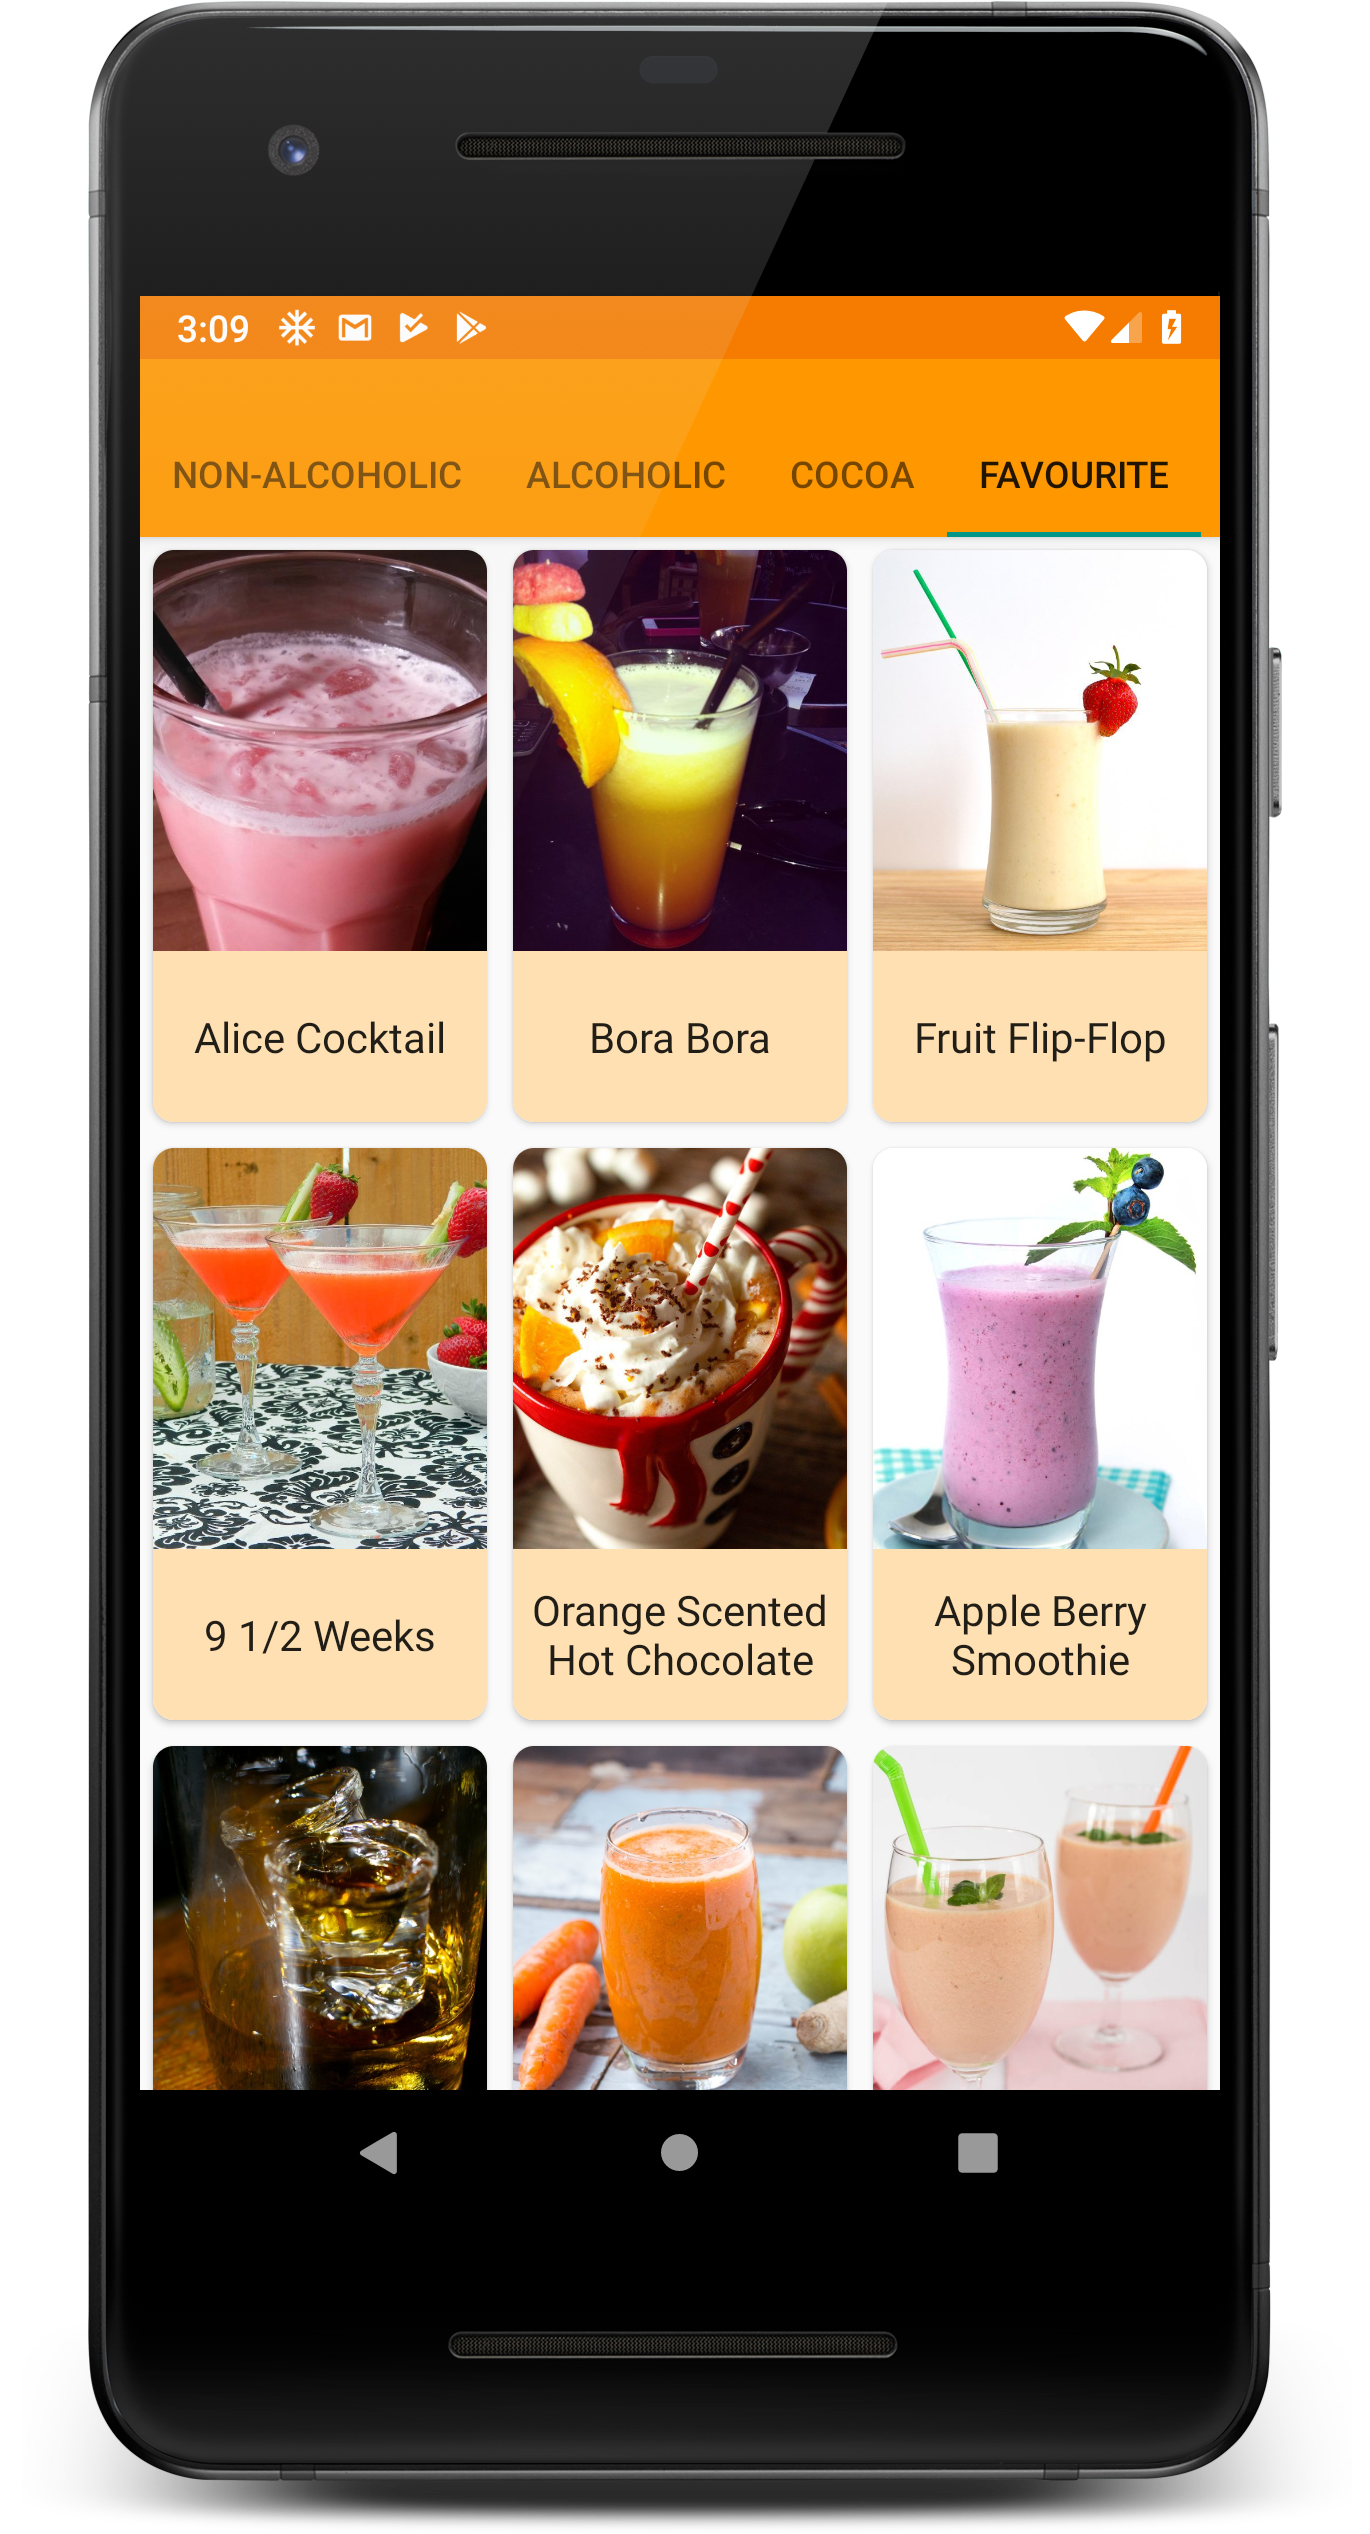 3:09
NON-ALCOHOLIC ALCOHOLIC COCOA FAVOURITE
Alice Cocktail
Bora Bora
Fruit Flip-Flop
9 1/2 Weeks
Orange Scented
Hot Chocolate
Apple Berry
Smoothie